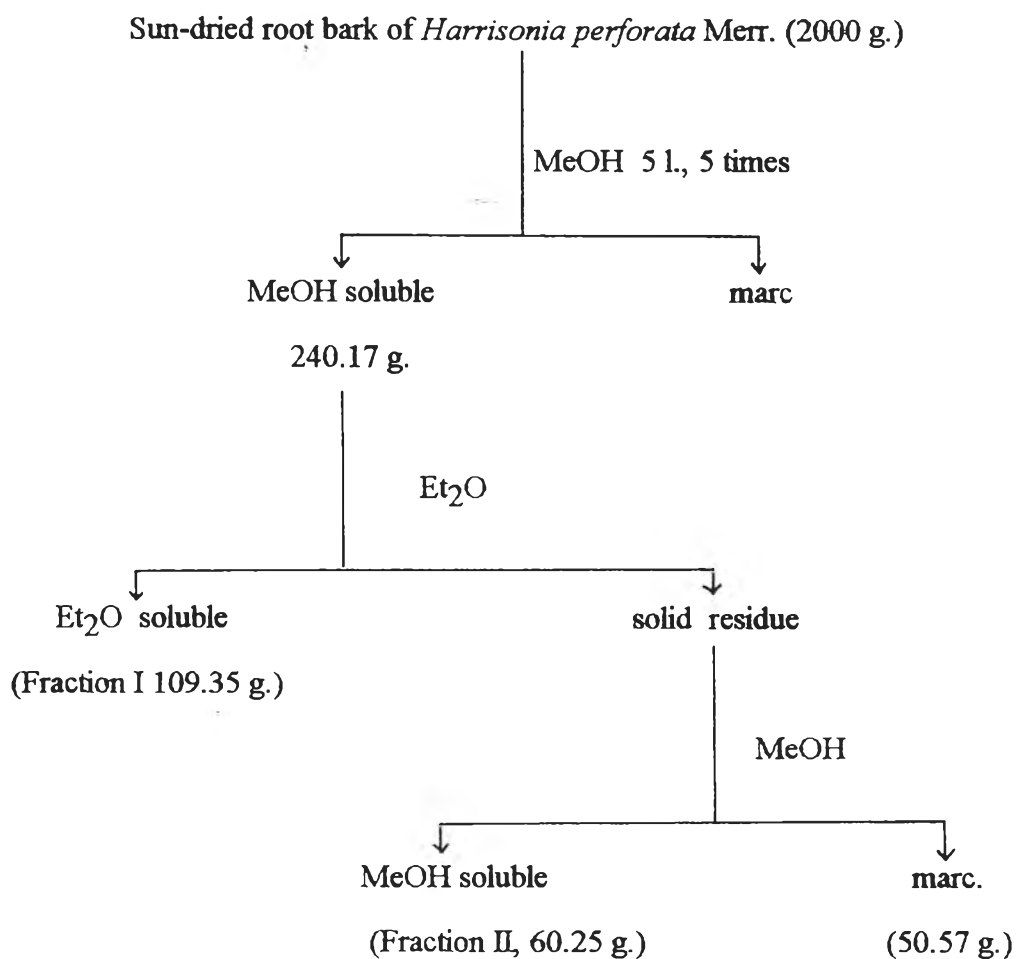 Sun-dried root bark of Harrisonia perforata Merr. (2000 g.)
MeOH 5 l., 5 times
MeOH soluble
marc
240.17 g.
Et2O
Et2O soluble
solid residue
(Fraction I 109.35 g.)
MeOH
MeOH soluble
marc.
(Fraction II, 60.25 g.)
(50.57 g.)